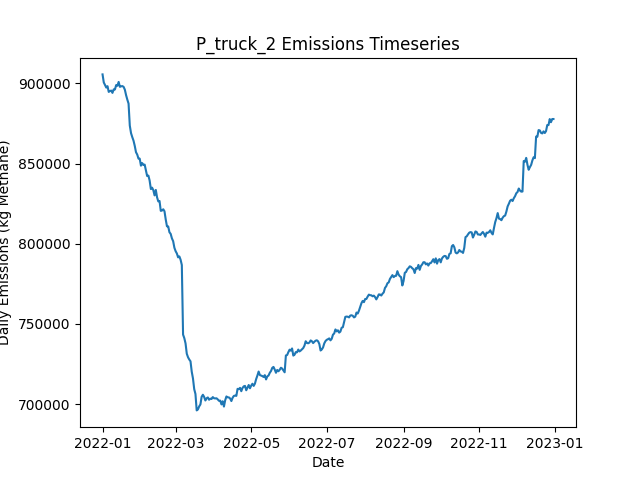 P_truck_2 Emissions Timeseries
900000
850000
800000
750000
700000
Daily Emissions (kg Methane)
2022-01 2022-03 2022-05 2022-07 2022-09 2022-11 2023-01
Date